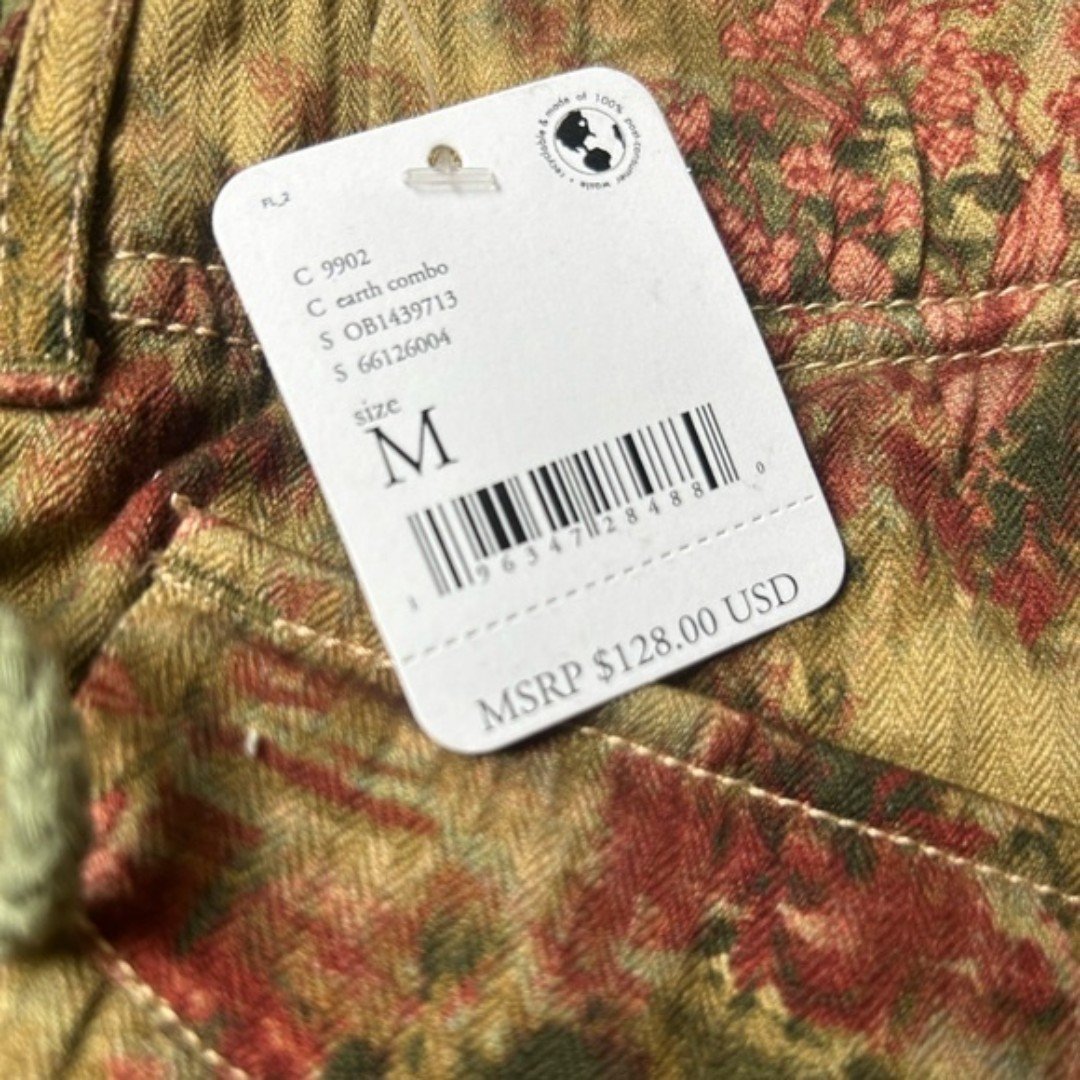 recyclable & made of 100% post-consumer waste •
FL_2
C 9902
C earth combo
S OB1439713
S 66126004
size
M
1 96347 28488 0
MSRP $128.00 USD